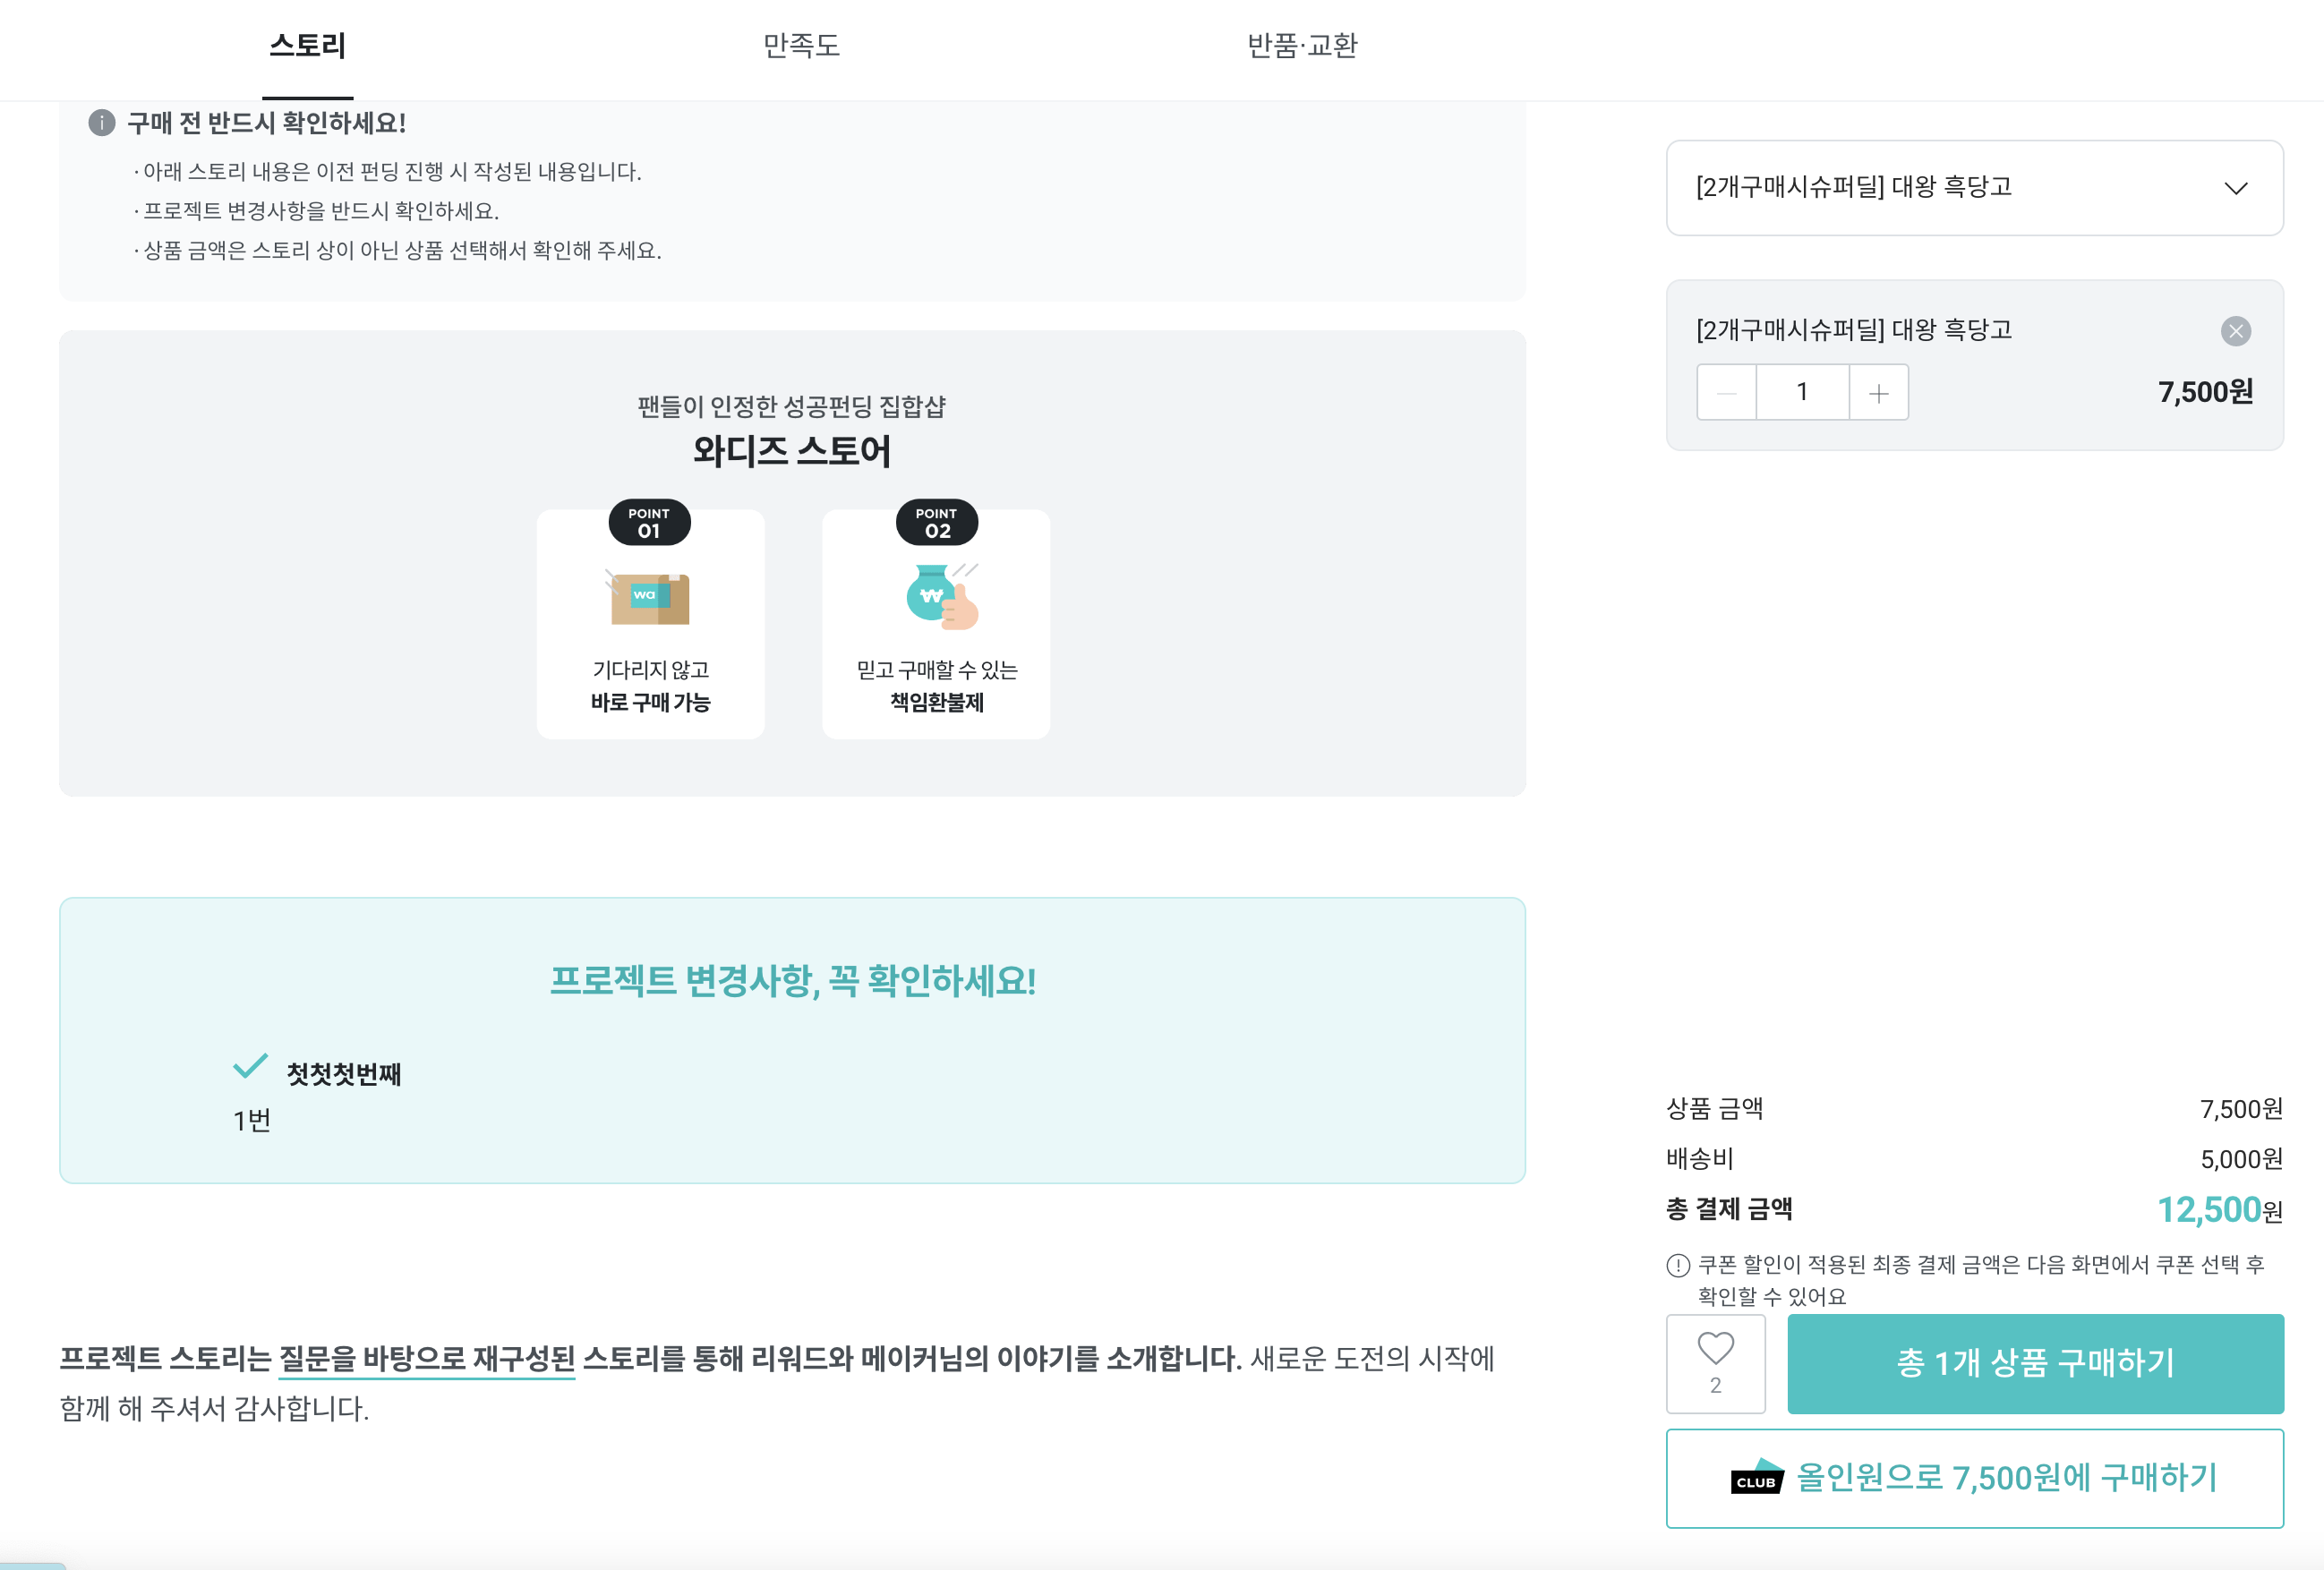 스토리
만족도
반품·교환
구매 전 반드시 확인하세요!
· 아래 스토리 내용은 이전 펀딩 진행 시 작성된 내용입니다.
· 프로젝트 변경사항을 반드시 확인하세요.
· 상품 금액은 스토리 상이 아닌 상품 선택해서 확인해 주세요.
팬들이 인정한 성공펀딩 집합샵
와디즈 스토어
POINT
01
wa
기다리지 않고
바로 구매 가능
POINT
02
₩
믿고 구매할 수 있는
책임환불제
프로젝트 변경사항, 꼭 확인하세요!
첫첫첫번째
1번
프로젝트 스토리는 질문을 바탕으로 재구성된 스토리를 통해 리워드와 메이커님의 이야기를 소개합니다. 새로운 도전의 시작에
함께 해 주셔서 감사합니다.
[2개구매시슈퍼딜] 대왕 흑당고
[2개구매시슈퍼딜] 대왕 흑당고
1
7,500원
상품 금액 7,500원
배송비 5,000원
총 결제 금액 12,500원
쿠폰 할인이 적용된 최종 결제 금액은 다음 화면에서 쿠폰 선택 후
확인할 수 있어요
2
총 1개 상품 구매하기
CLUB 올인원으로 7,500원에 구매하기